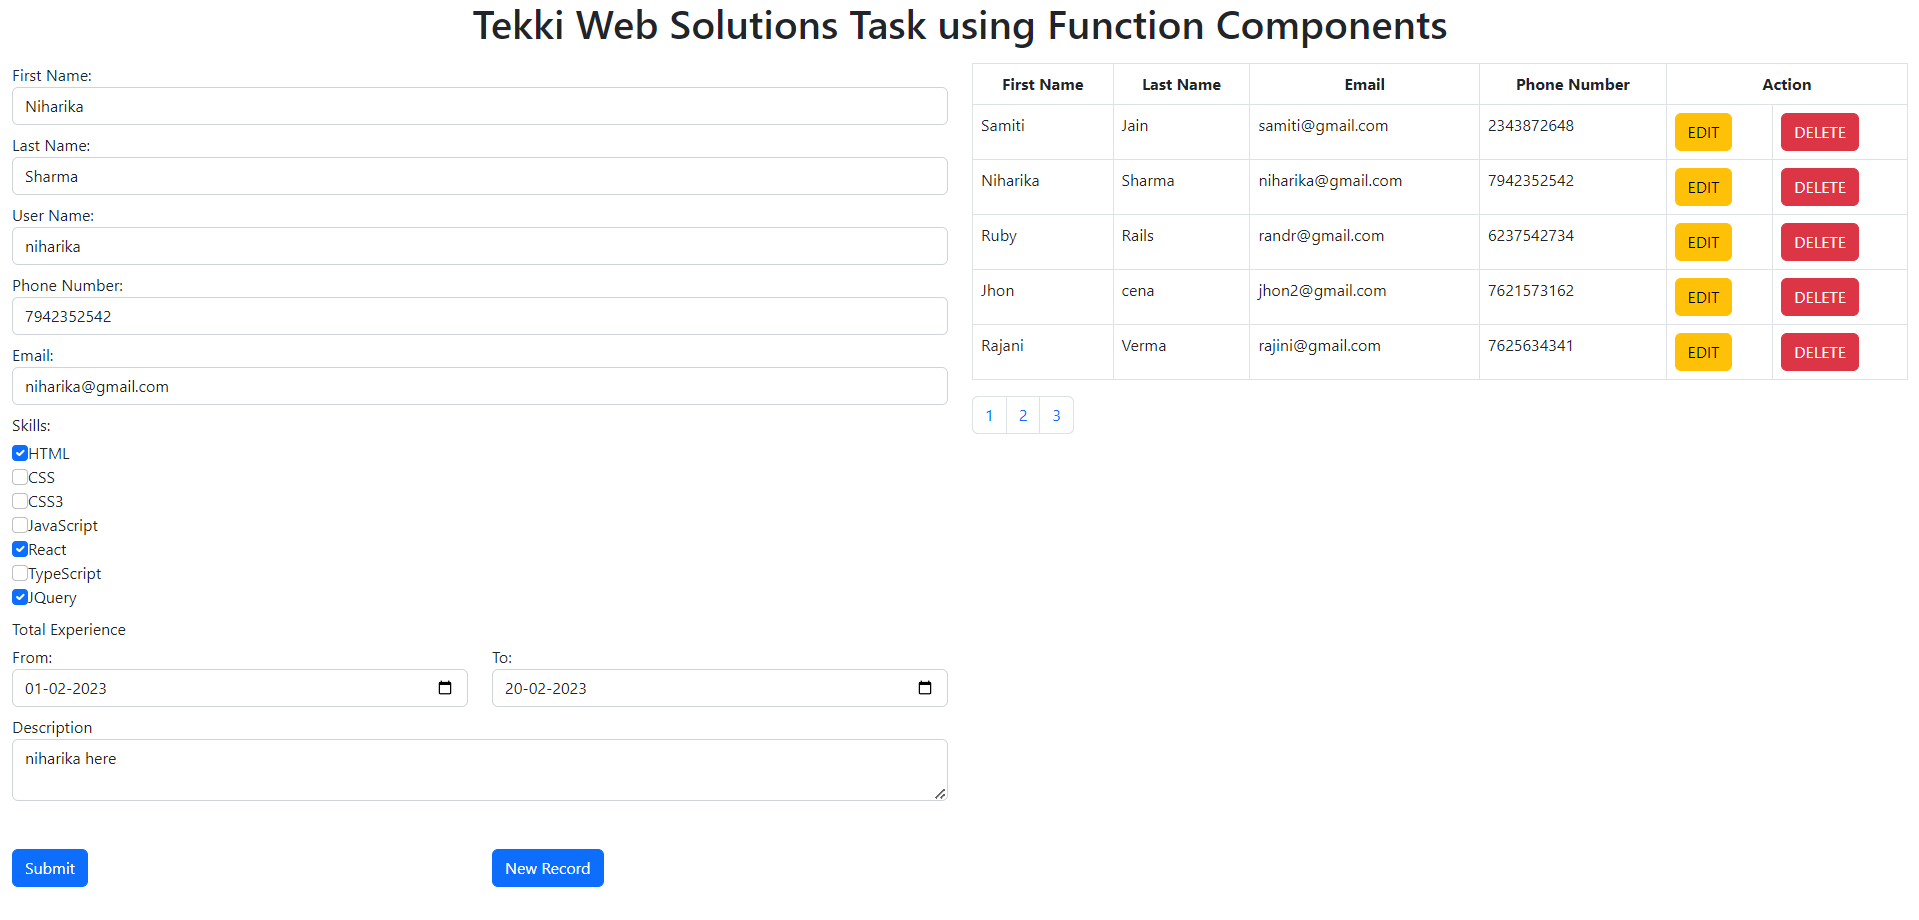 Tekki Web Solutions Task using Function Components
First Name:
Niharika
Last Name:
Sharma
User Name:
niharika
Phone Number:
7942352542
Email:
niharika@gmail.com
Skills:
HTML
CSS
CSS3
JavaScript
React
TypeScript
JQuery
Total Experience
From: To:
01-02-2023 20-02-2023
Description
niharika here
Submit New Record
First Name Last Name Email Phone Number Action
Samiti Jain samiti@gmail.com 2343872648 EDIT DELETE
Niharika Sharma niharika@gmail.com 7942352542 EDIT DELETE
Ruby Rails randr@gmail.com 6237542734 EDIT DELETE
Jhon cena jhon2@gmail.com 7621573162 EDIT DELETE
Rajani Verma rajini@gmail.com 7625634341 EDIT DELETE
1 2 3